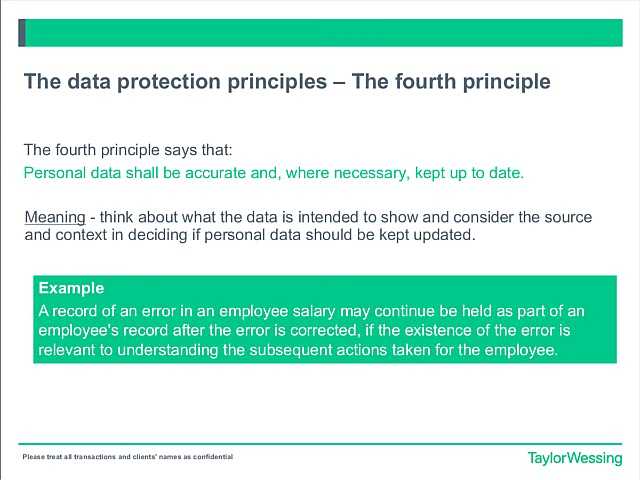 The data protection principles – The fourth principle
The fourth principle says that:
Personal data shall be accurate and, where necessary, kept up to date.
Meaning - think about what the data is intended to show and consider the source
and context in deciding if personal data should be kept updated.
Example
A record of an error in an employee salary may continue be held as part of an
employee's record after the error is corrected, if the existence of the error is
relevant to understanding the subsequent actions taken for the employee.
Please treat all transactions and clients' names as confidential
TaylorWessing